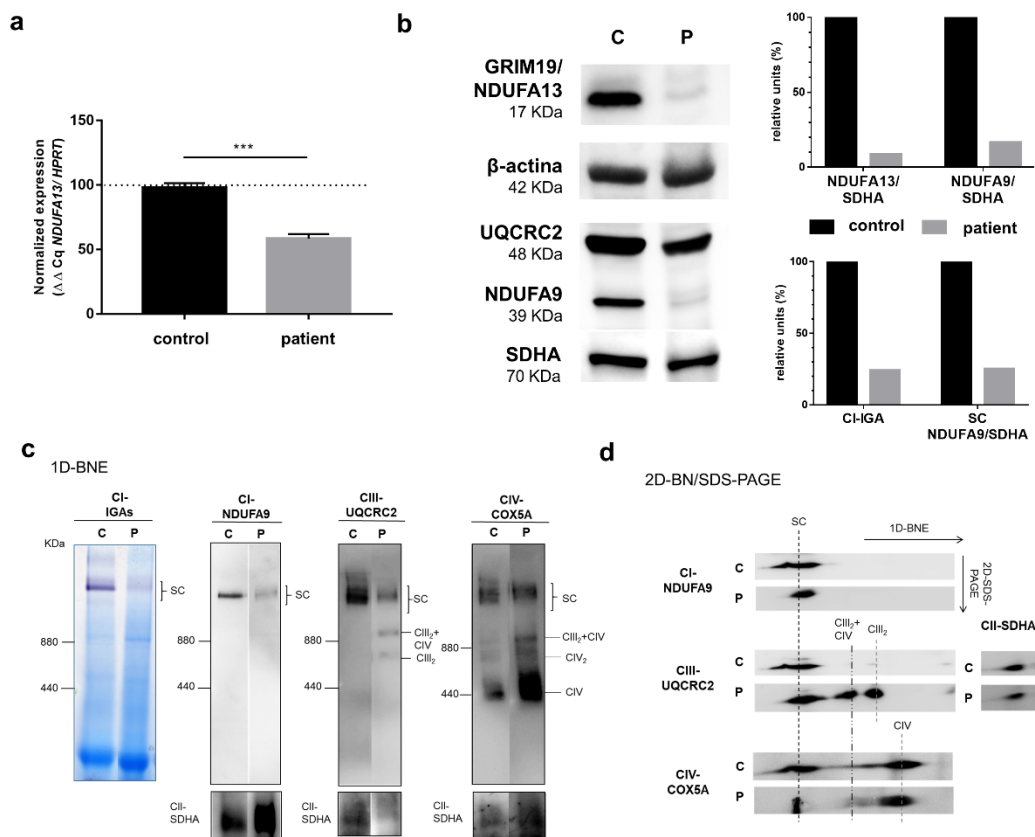 a
150
100
50
0
Normalized expression
(Δ Δ Cq NDUFA13/ HPRT)
***
control
patient
b
C
P
GRIM19/
NDUFA13
17 KDa
β-actina
42 KDa
UQCRC2
48 KDa
NDUFA9
39 KDa
SDHA
70 KDa
relative units (%)
100
50
0
NDUFA13/
SDHA
NDUFA9/
SDHA
control
patient
relative units (%)
100
50
0
CI-IGA
SC
NDUFA9/SDHA
c
1D-BNE
CI-
IGAs
C
P
KDa
880
440
SC
CI-
NDUFA9
C
P
880
440
SC
CII-
SDHA
CIII-
UQCRC2
C
P
880
440
SC
CIII₂+
CIV
CIII₂
CII-
SDHA
CIV-
COX5A
C
P
880
440
SC
CIII₂+CIV
CIV₂
CIV
CII-
SDHA
d
2D-BN/SDS-PAGE
SC
1D-BNE
2D-SDS-
PAGE
CI-
NDUFA9
C
P
CIII₂+
CIV
CIII₂
CIII-
UQCRC2
C
P
CII-SDHA
C
P
CIV
CIV-
COX5A
C
P